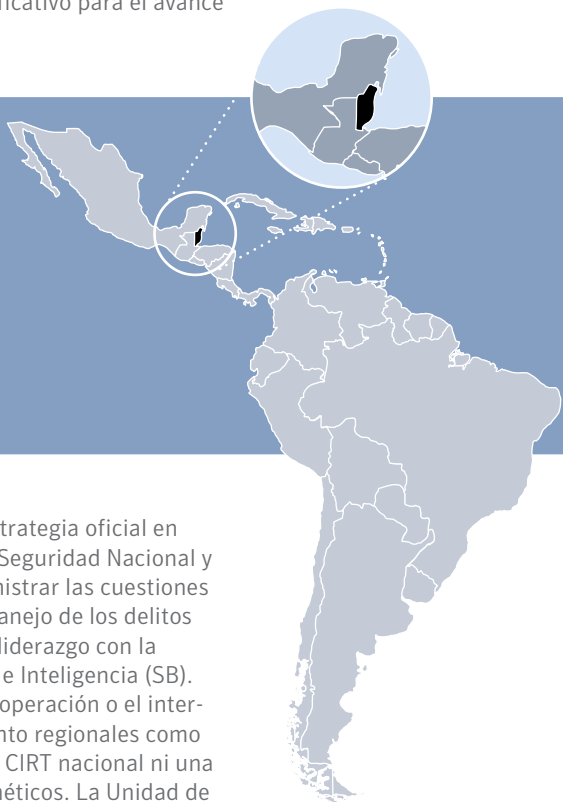 ficativo para el avance
trategia oficial en
Seguridad Nacional y
nistrar las cuestiones
anejo de los delitos
liderazgo con la
e Inteligencia (SB).
operación o el inter-
nto regionales como
CIRT nacional ni una
néticos. La Unidad de